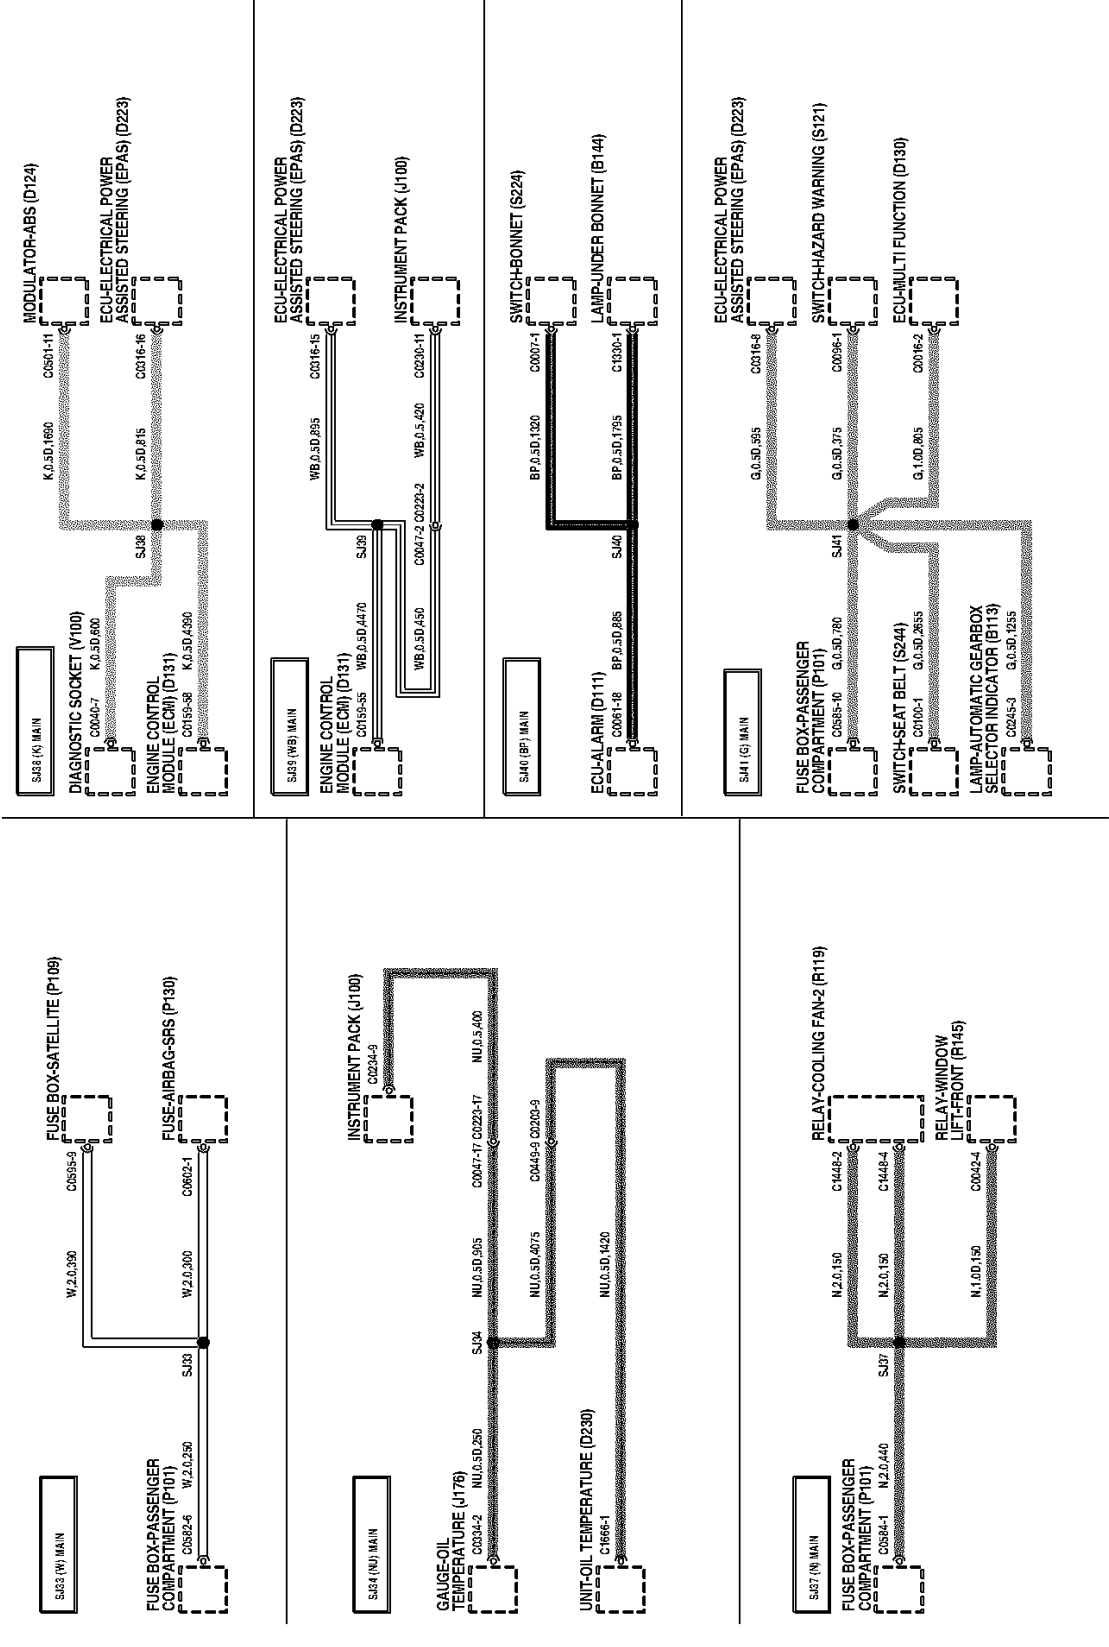 SJ33 (W) MAIN
FUSE BOX-SATELLITE (P109)
C0595-9
W,2.0,390
FUSE-AIRBAG-SRS (P130)
C0602-1
W,2.0,300
SJ33
FUSE BOX-PASSENGER
COMPARTMENT (P101)
C0582-6
W,2.0,250
SJ34 (NU) MAIN
INSTRUMENT PACK (J100)
C0234-9
NU,0.5,400
C0047-17 C0223-17
NU,0.5D,905
SJ34
GAUGE-OIL
TEMPERATURE (J176)
C0334-2
NU,0.5D,250
C0449-9 C0203-9
NU,0.5D,4075
UNIT-OIL TEMPERATURE (D230)
C1666-1
NU,0.5D,1420
SJ37 (N) MAIN
RELAY-COOLING FAN-2 (R119)
C1448-2
N,2.0,150
C1448-4
N,2.0,150
SJ37
FUSE BOX-PASSENGER
COMPARTMENT (P101)
C0584-1
N,2.0,440
RELAY-WINDOW
LIFT-FRONT (R145)
C0042-4
N,1.0D,150
SJ38 (K) MAIN
MODULATOR-ABS (D124)
C0501-11
K,0.5D,1690
ECU-ELECTRICAL POWER
ASSISTED STEERING (EPAS) (D223)
C0316-16
K,0.5D,815
SJ38
DIAGNOSTIC SOCKET (V100)
C0040-7
K,0.5D,600
ENGINE CONTROL
MODULE (ECM) (D131)
C0159-58
K,0.5D,4390
SJ39 (WB) MAIN
ECU-ELECTRICAL POWER
ASSISTED STEERING (EPAS) (D223)
C0316-15
WB,0.5D,895
SJ39
ENGINE CONTROL
MODULE (ECM) (D131)
C0159-55
WB,0.5D,4470
INSTRUMENT PACK (J100)
C0230-11
WB,0.5,420
C0047-2 C0223-2
WB,0.5D,450
SJ40 (BP) MAIN
SWITCH-BONNET (S224)
C0007-1
BP,0.5D,1320
LAMP-UNDER BONNET (B144)
C1330-1
BP,0.5D,1795
SJ40
ECU-ALARM (D111)
C0061-18
BP,0.5D,885
SJ41 (G) MAIN
ECU-ELECTRICAL POWER
ASSISTED STEERING (EPAS) (D223)
C0316-8
G,0.5D,595
SWITCH-HAZARD WARNING (S121)
C0096-1
G,0.5D,375
SJ41
FUSE BOX-PASSENGER
COMPARTMENT (P101)
C0585-10
G,0.5D,780
ECU-MULTI FUNCTION (D130)
C0016-2
G,1.0D,805
SWITCH-SEAT BELT (S244)
C0100-1
G,0.5D,2655
LAMP-AUTOMATIC GEARBOX
SELECTOR INDICATOR (B113)
C0245-3
G,0.5D,1255